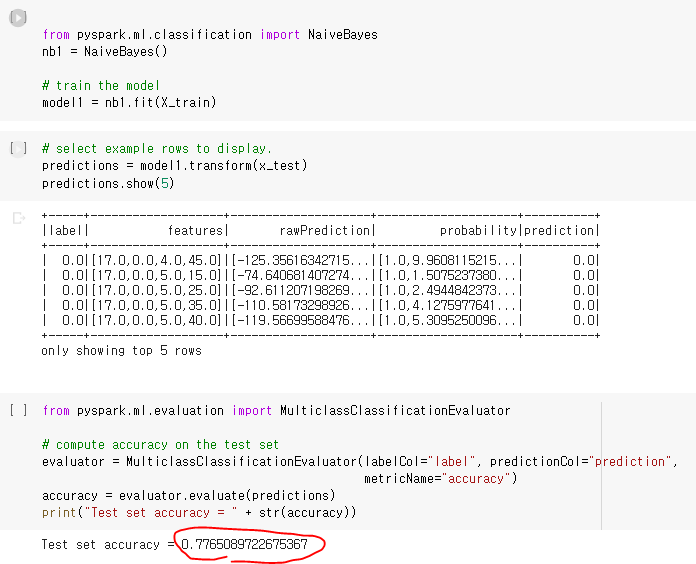 [ ]
from pyspark.ml.classification import NaiveBayes
nb1 = NaiveBayes()
# train the model
model1 = nb1.fit(X_train)
[ ] # select example rows to display.
predictions = model1.transform(x_test)
predictions.show(5)
+-----+--------------------+--------------------+--------------------+----------+
|label|            features|       rawPrediction|         probability|prediction|
+-----+--------------------+--------------------+--------------------+----------+
|  0.0|[17.0,0.0,4.0,45.0]|[-125.35616342715...|[1.0,9.9608115215...|       0.0|
|  0.0|[17.0,0.0,5.0,15.0]|[-74.640681407274...|[1.0,1.5075237380...|       0.0|
|  0.0|[17.0,0.0,5.0,25.0]|[-92.611207198269...|[1.0,2.4944842373...|       0.0|
|  0.0|[17.0,0.0,5.0,35.0]|[-110.58173298926...|[1.0,4.1275977641...|       0.0|
|  0.0|[17.0,0.0,5.0,40.0]|[-119.56699588476...|[1.0,5.3095250096...|       0.0|
+-----+--------------------+--------------------+--------------------+----------+
only showing top 5 rows
[ ] from pyspark.ml.evaluation import MulticlassClassificationEvaluator
# compute accuracy on the test set
evaluator = MulticlassClassificationEvaluator(labelCol="label", predictionCol="prediction",
metricName="accuracy")
accuracy = evaluator.evaluate(predictions)
print("Test set accuracy = " + str(accuracy))
Test set accuracy = 0.7765089722675367